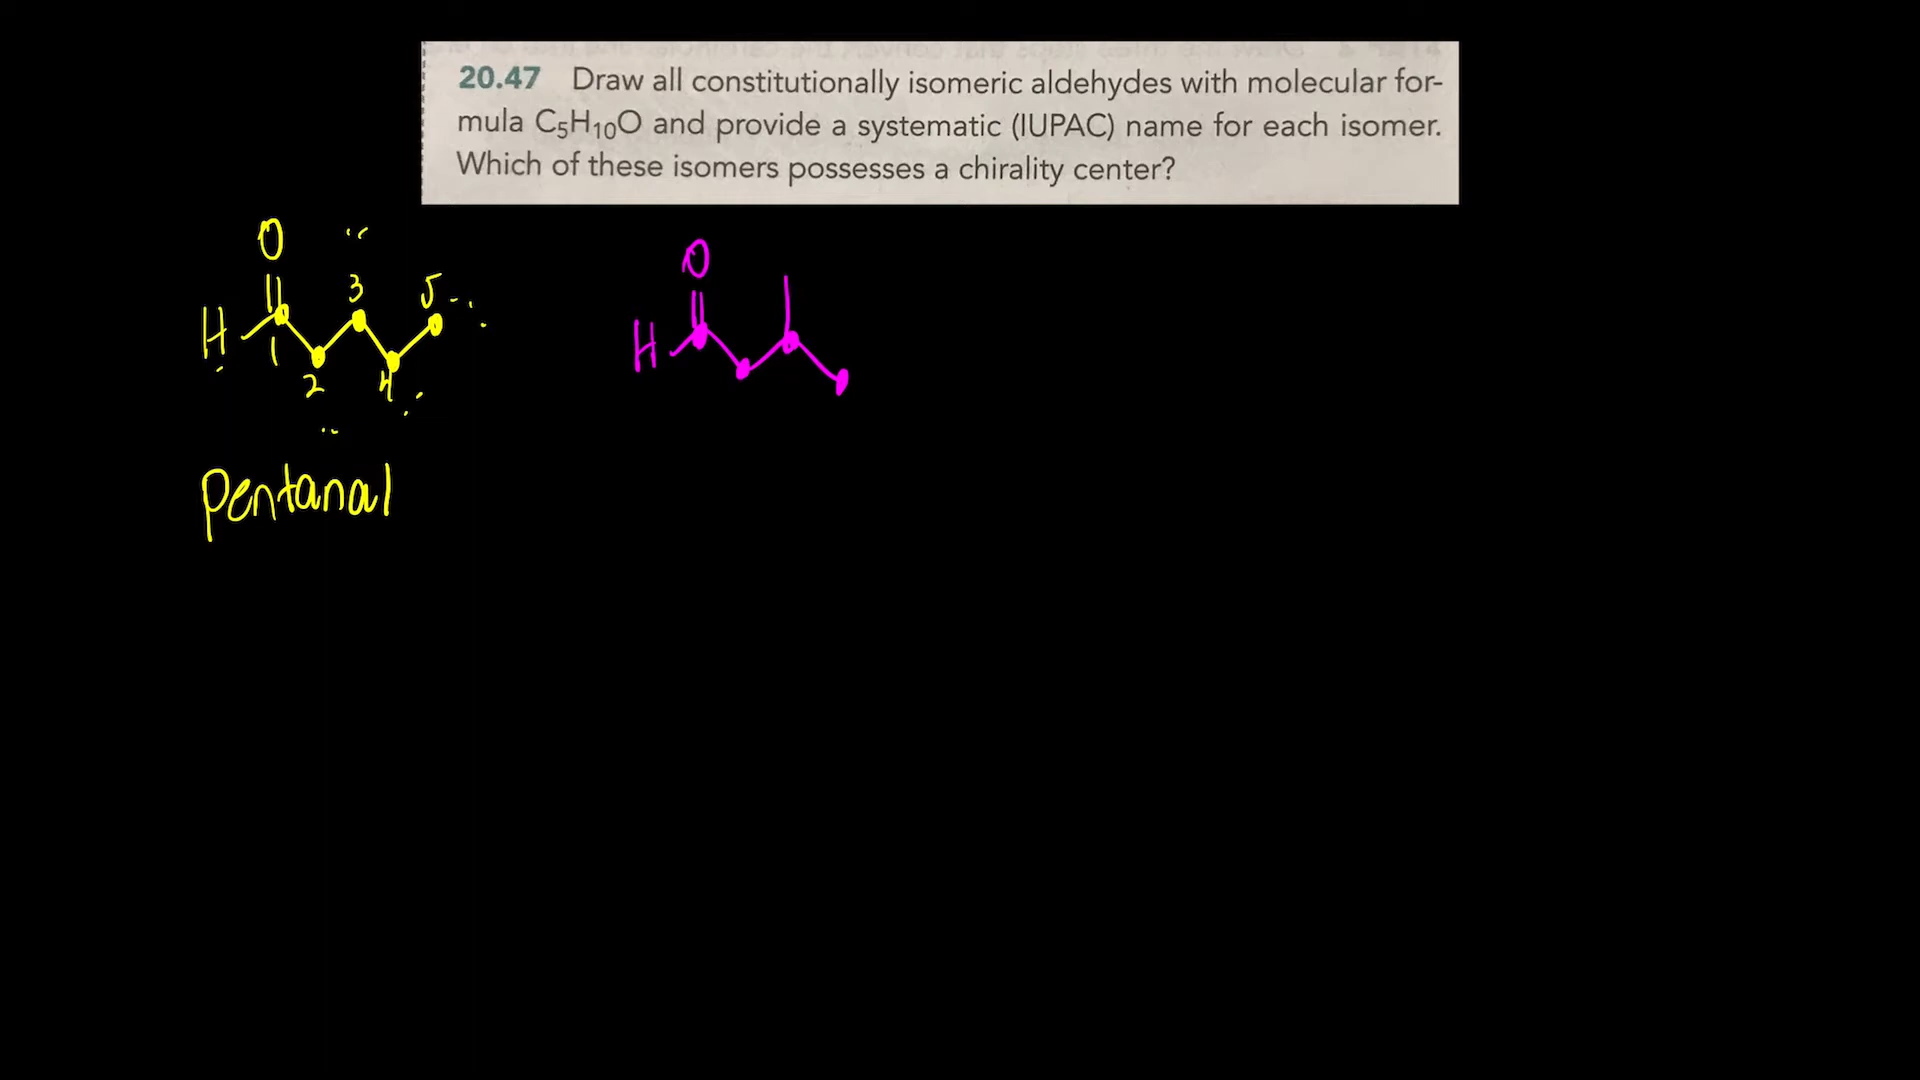 20.47 Draw all constitutionally isomeric aldehydes with molecular for-
mula C₅H₁₀O and provide a systematic (IUPAC) name for each isomer.
Which of these isomers possesses a chirality center?
O
H
1
2
3
4
5
pentanal
O
H